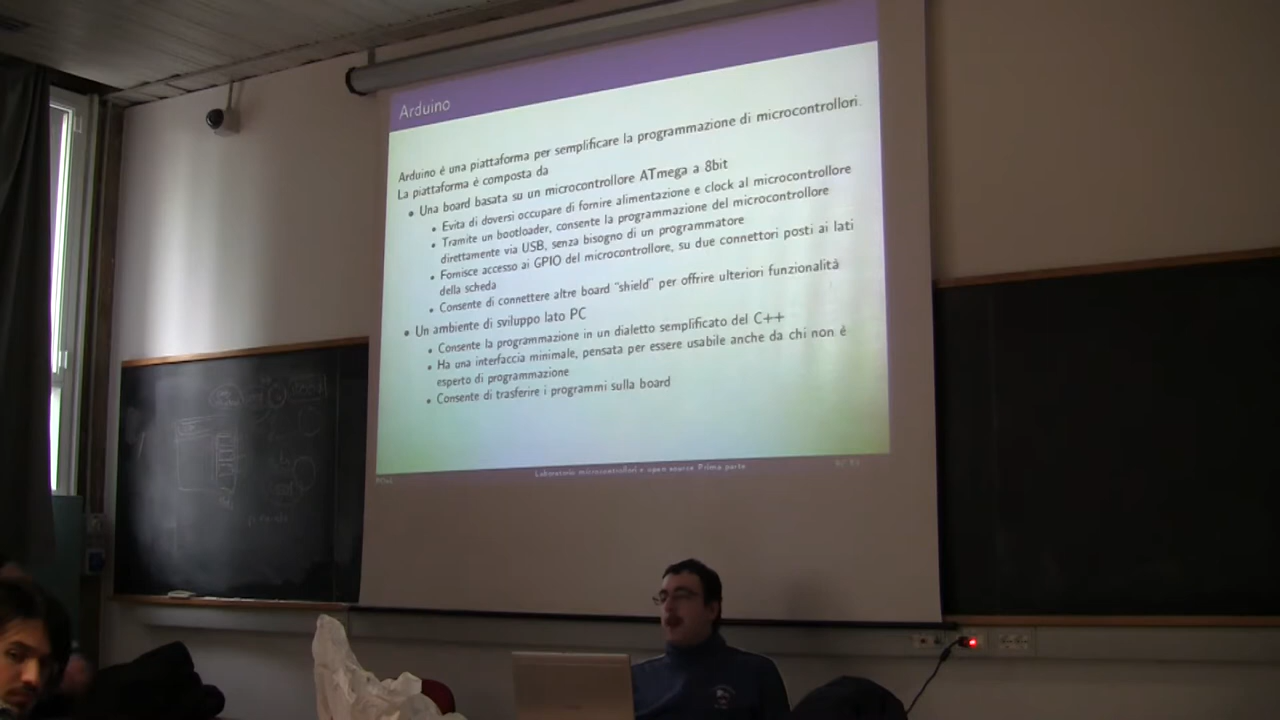 Arduino
Arduino è una piattaforma per semplificare la programmazione di microcontrollori.
La piattaforma è composta da
Una board basata su un microcontrollore ATmega a 8bit
Evita di doversi occupare di fornire alimentazione e clock al microcontrollore
Tramite un bootloader, consente la programmazione del microcontrollore
direttamente via USB, senza bisogno di un programmatore
Fornisce accesso ai GPIO del microcontrollore, su due connettori posti ai lati
della scheda
Consente di connettere altre board "shield" per offrire ulteriori funzionalità
Un ambiente di sviluppo lato PC
Consente la programmazione in un dialetto semplificato del C++
Ha una interfaccia minimale, pensata per essere usabile anche da chi non è
esperto di programmazione
Consente di trasferire i programmi sulla board
Laboratorio microcontrollori e open source Prima parte